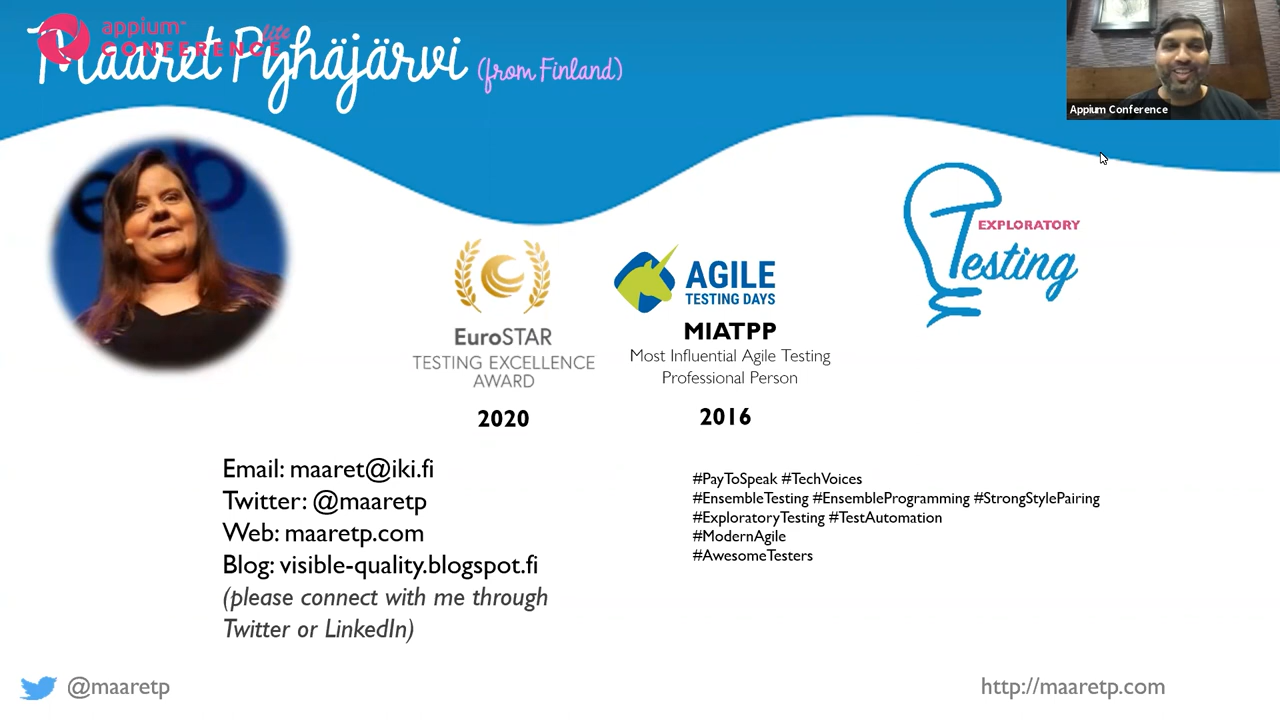 appium
CONFERENCE lite
Maaret Pyhäjärvi (from Finland)
Appium Conference
EXPLORATORY
Testing
EuroSTAR
TESTING EXCELLENCE
AWARD
2020
AGILE
TESTING DAYS
MIATPP
Most Influential Agile Testing
Professional Person
2016
Email: maaret@iki.fi
Twitter: @maaretp
Web: maaretp.com
Blog: visible-quality.blogspot.fi
(please connect with me through
Twitter or LinkedIn)
#PayToSpeak #TechVoices
#EnsembleTesting #EnsembleProgramming #StrongStylePairing
#ExploratoryTesting #TestAutomation
#ModernAgile
#AwesomeTesters
@maaretp
http://maaretp.com